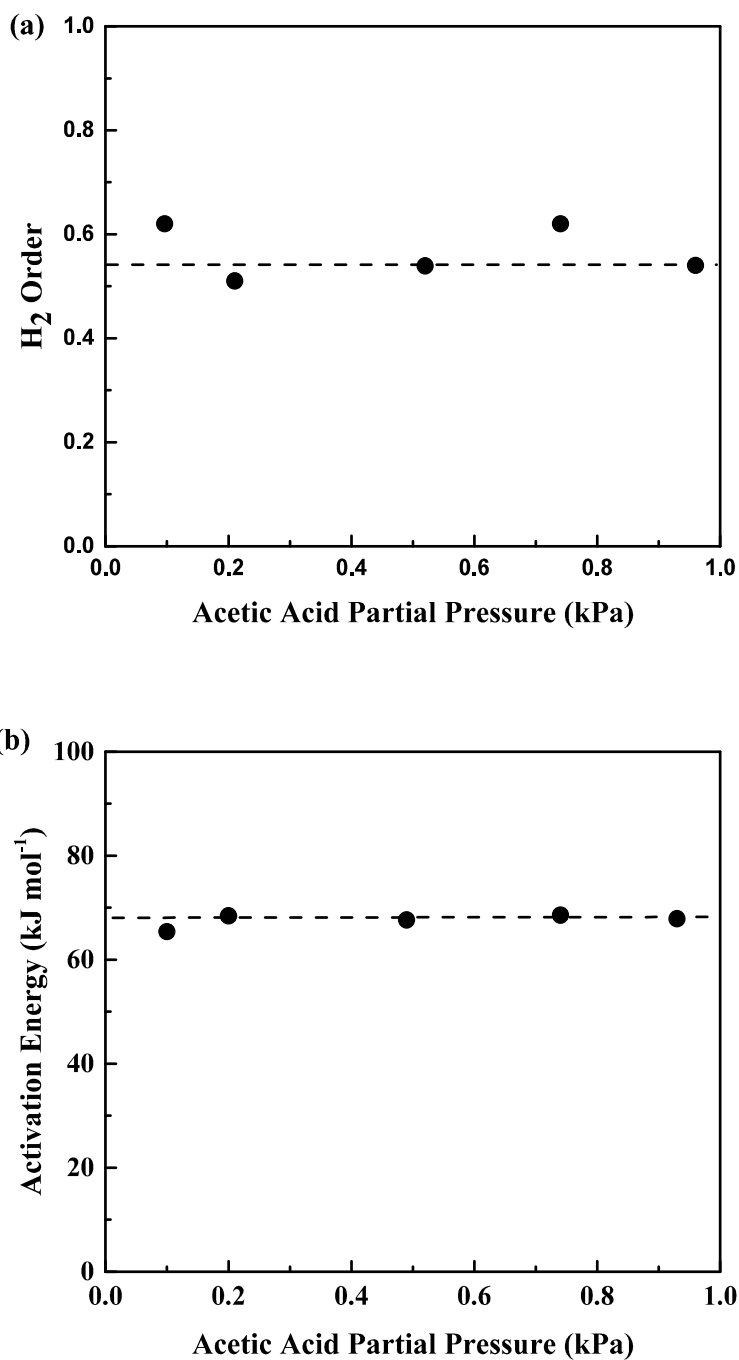 (a)
1.0
0.8
0.6
0.4
0.2
0.0
H2 Order
0.0 0.2 0.4 0.6 0.8 1.0
Acetic Acid Partial Pressure (kPa)
(b)
100
80
60
40
20
0
Activation Energy (kJ mol-1)
0.0 0.2 0.4 0.6 0.8 1.0
Acetic Acid Partial Pressure (kPa)